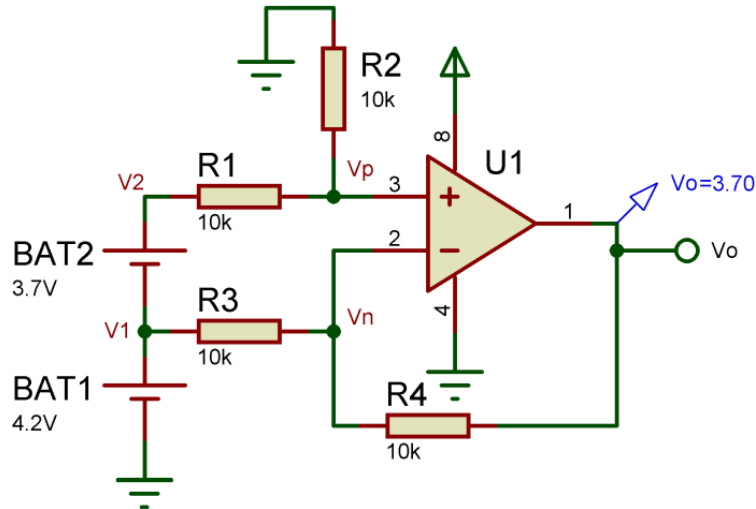 R2
10k
8
U1
V2
R1
10k
Vp
3
+
1
Vo=3.70
2
−
Vo
BAT2
3.7V
R3
10k
Vn
4
V1
BAT1
4.2V
R4
10k